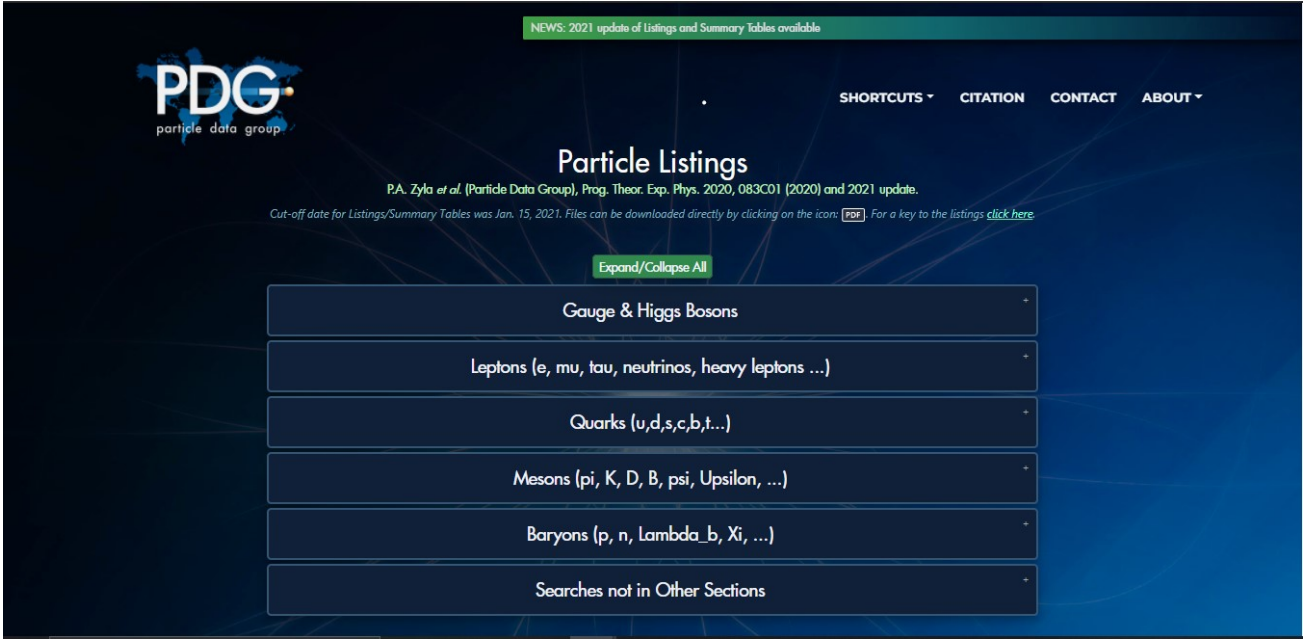 NEWS: 2021 update of Listings and Summary Tables available
PDG
particle data group
SHORTCUTS CITATION CONTACT ABOUT
Particle Listings
P.A. Zyla et al. (Particle Data Group), Prog. Theor. Exp. Phys. 2020, 083C01 (2020) and 2021 update.
Cut-off date for Listings/Summary Tables was Jan. 15, 2021. Files can be downloaded directly by clicking on the icon: PDF. For a key to the listings click here.
Expand/Collapse All
Gauge & Higgs Bosons +
Leptons (e, mu, tau, neutrinos, heavy leptons ...) +
Quarks (u,d,s,c,b,t...) +
Mesons (pi, K, D, B, psi, Upsilon, ...) +
Baryons (p, n, Lambda_b, Xi, ...) +
Searches not in Other Sections +